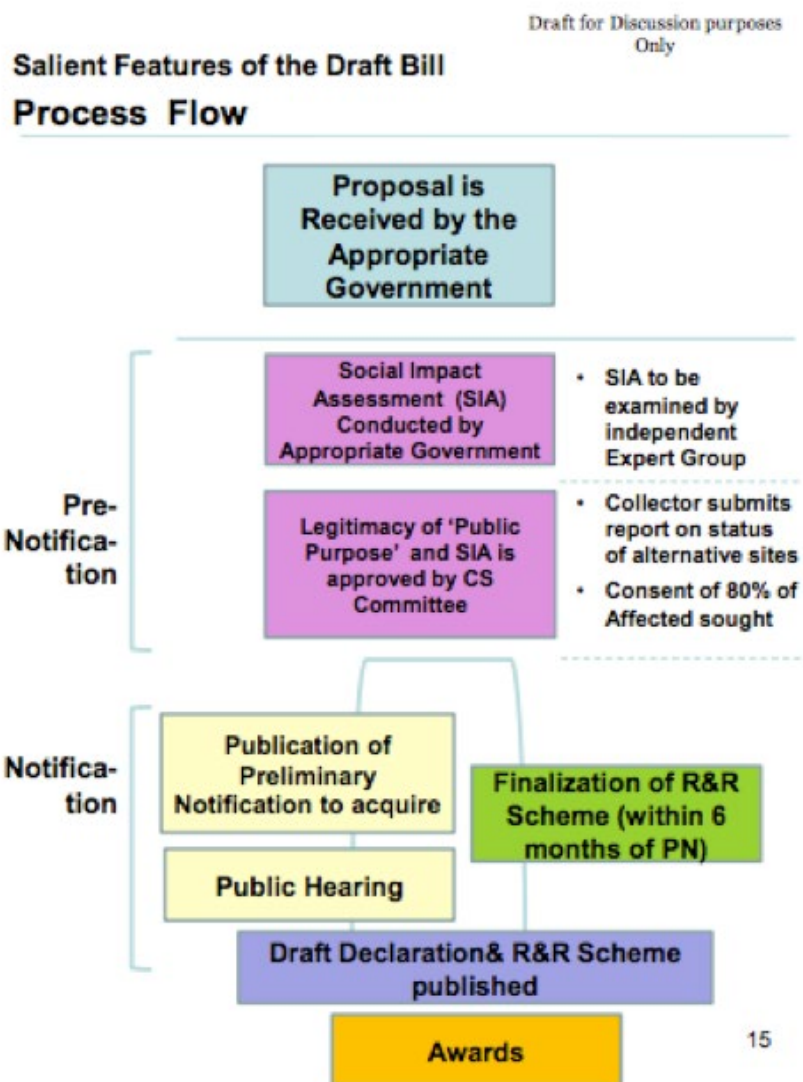 Draft for Discussion purposes
Only
Salient Features of the Draft Bill
Process Flow
Proposal is
Received by the
Appropriate
Government
Social Impact
Assessment (SIA)
Conducted by
Appropriate Government
• SIA to be
examined by
independent
Expert Group
Pre-
Notifica-
tion
Legitimacy of ‘Public
Purpose’ and SIA is
approved by CS
Committee
• Collector submits
report on status
of alternative sites
• Consent of 80% of
Affected sought
Notifica-
tion
Publication of
Preliminary
Notification to acquire
Finalization of R&R
Scheme (within 6
months of PN)
Public Hearing
Draft Declaration& R&R Scheme
published
Awards
15